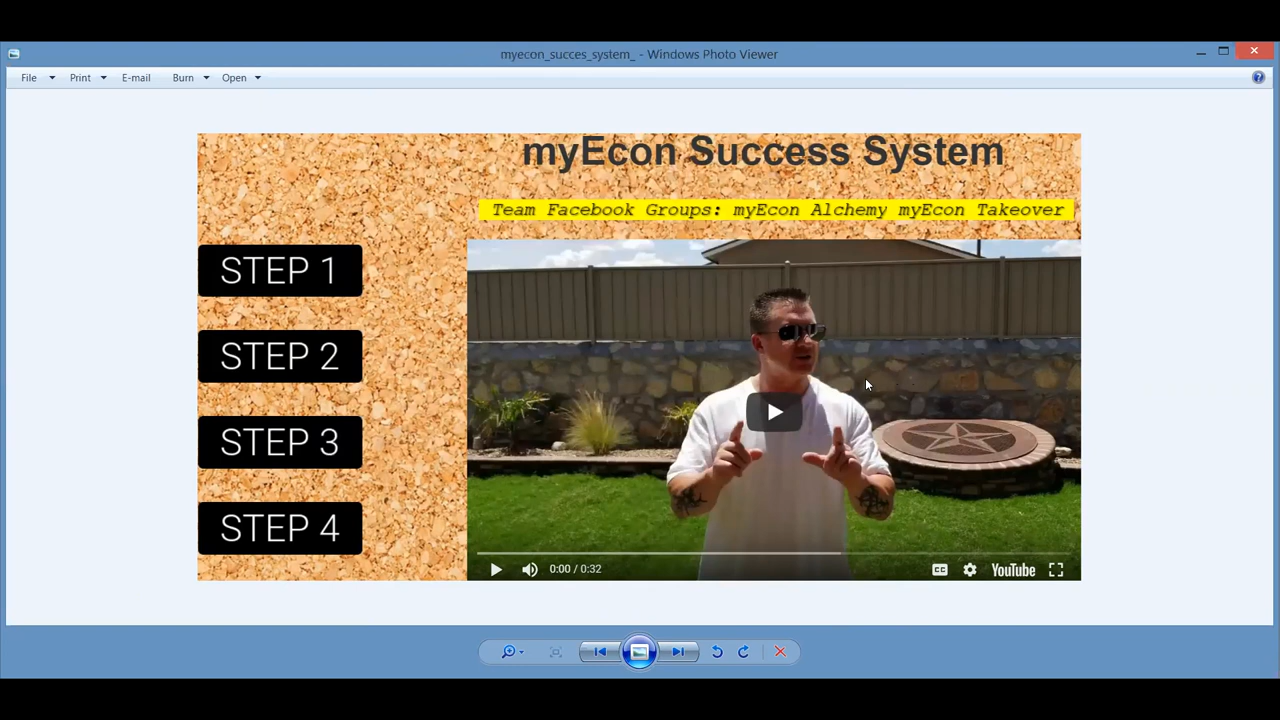 myecon_succes_system_ - Windows Photo Viewer
File Print E-mail Burn Open
myEcon Success System
Team Facebook Groups: myEcon Alchemy myEcon Takeover
STEP 1
STEP 2
STEP 3
STEP 4
0:00 / 0:32 CC YouTube